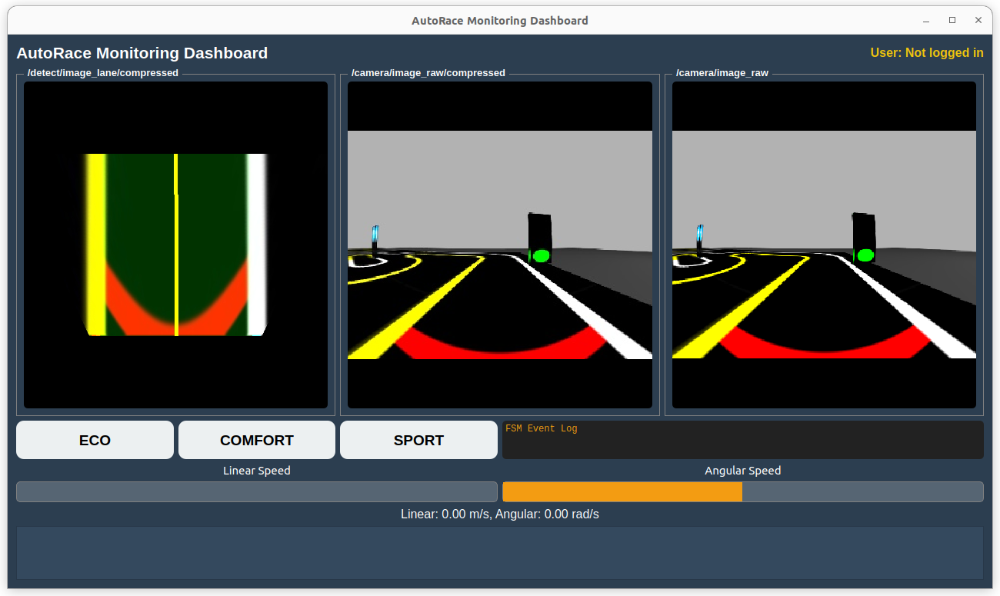 AutoRace Monitoring Dashboard
AutoRace Monitoring Dashboard
User: Not logged in
/detect/image_lane/compressed
/camera/image_raw/compressed
/camera/image_raw
ECO
COMFORT
SPORT
FSM Event Log
Linear Speed
Angular Speed
Linear: 0.00 m/s, Angular: 0.00 rad/s